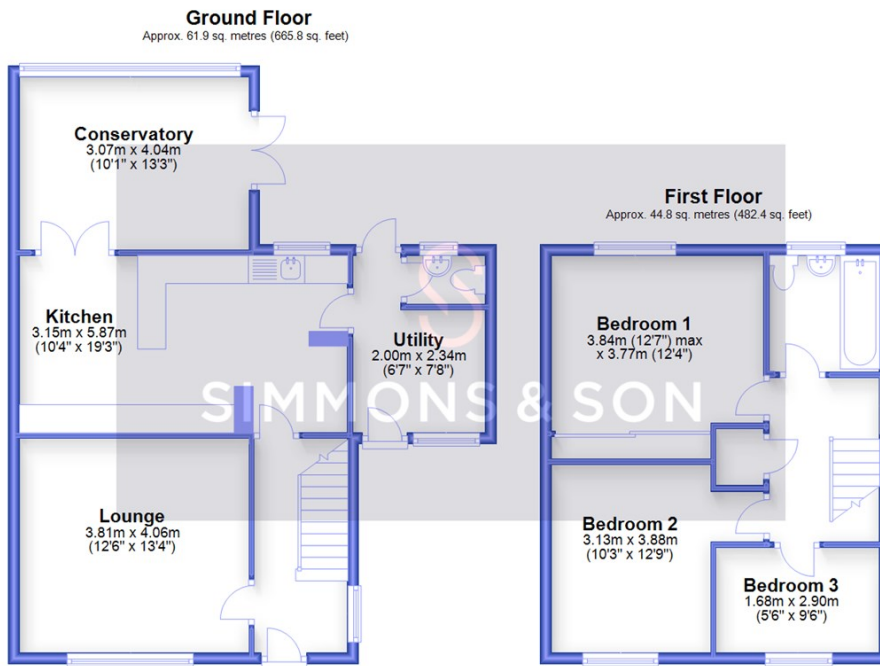 Ground Floor
Approx. 61.9 sq. metres (665.8 sq. feet)
Conservatory
3.07m x 4.04m
(10'1" x 13'3")
Kitchen
3.15m x 5.87m
(10'4" x 19'3")
Utility
2.00m x 2.34m
(6'7" x 7'8")
Lounge
3.81m x 4.06m
(12'6" x 13'4")
First Floor
Approx. 44.8 sq. metres (482.4 sq. feet)
Bedroom 1
3.84m (12'7") max
x 3.77m (12'4")
Bedroom 2
3.13m x 3.88m
(10'3" x 12'9")
Bedroom 3
1.68m x 2.90m
(5'6" x 9'6")
S
SIMMONS & SON